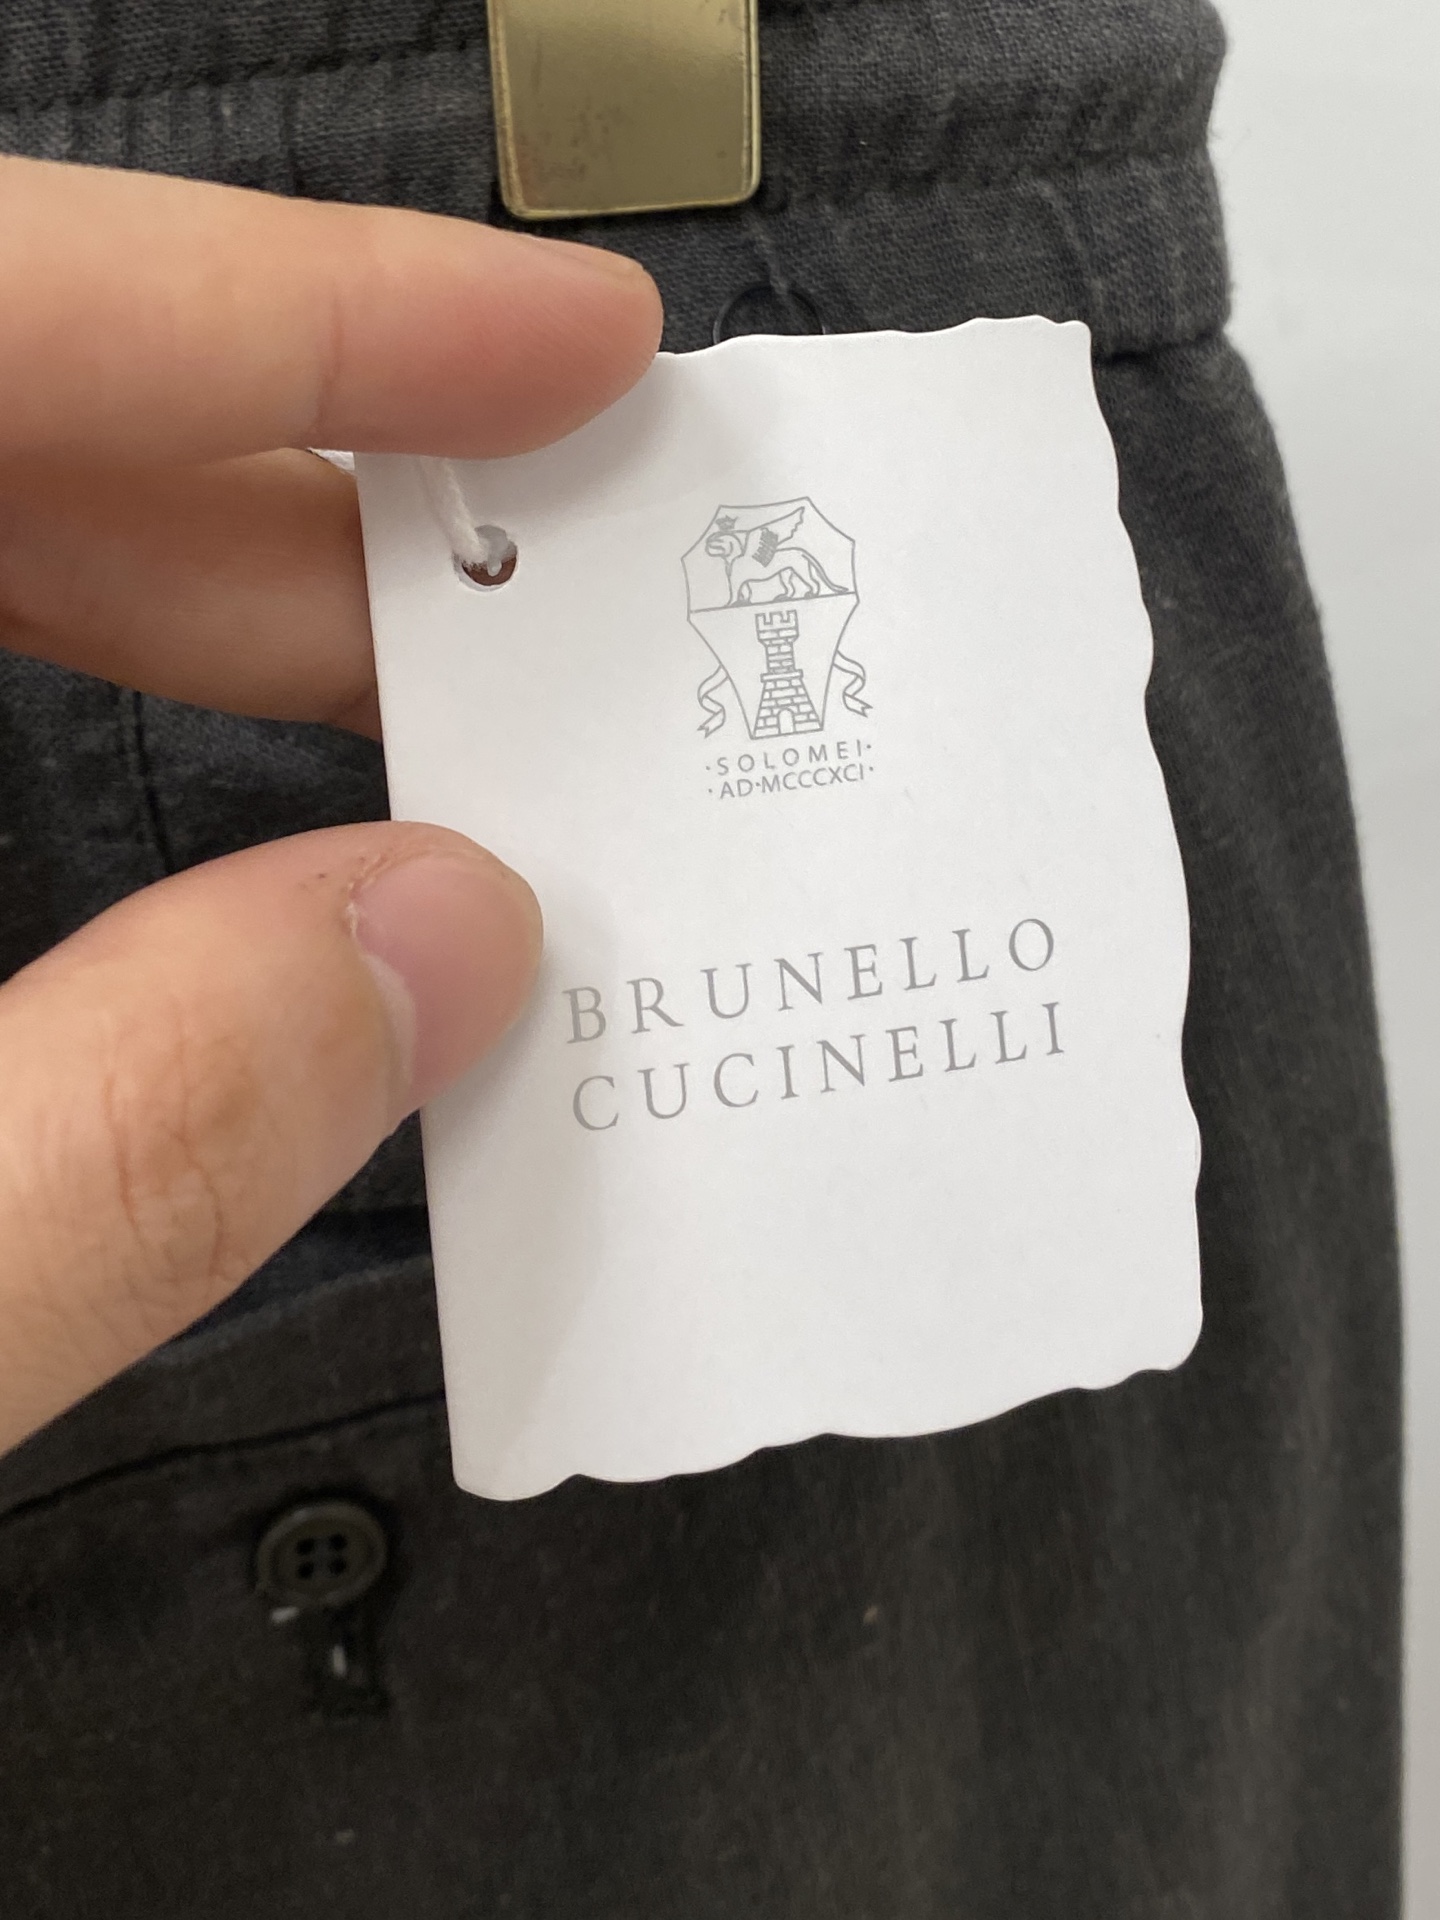 ·SOLOMEI·
·AD·MCCCXCI·
BRUNELLO
CUCINELLI